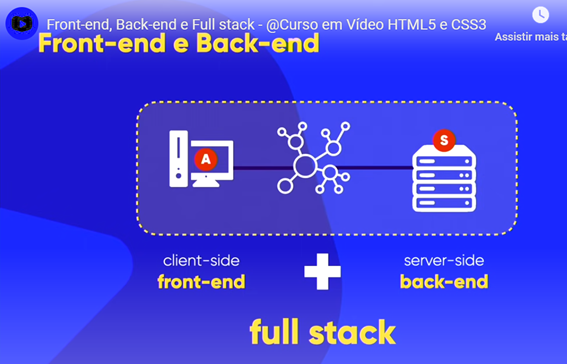 Front-end, Back-end e Full stack - @Curso em Vídeo HTML5 e CSS3
Assistir mais ta
Front-end e Back-end
A
S
client-side
front-end
server-side
back-end
full stack